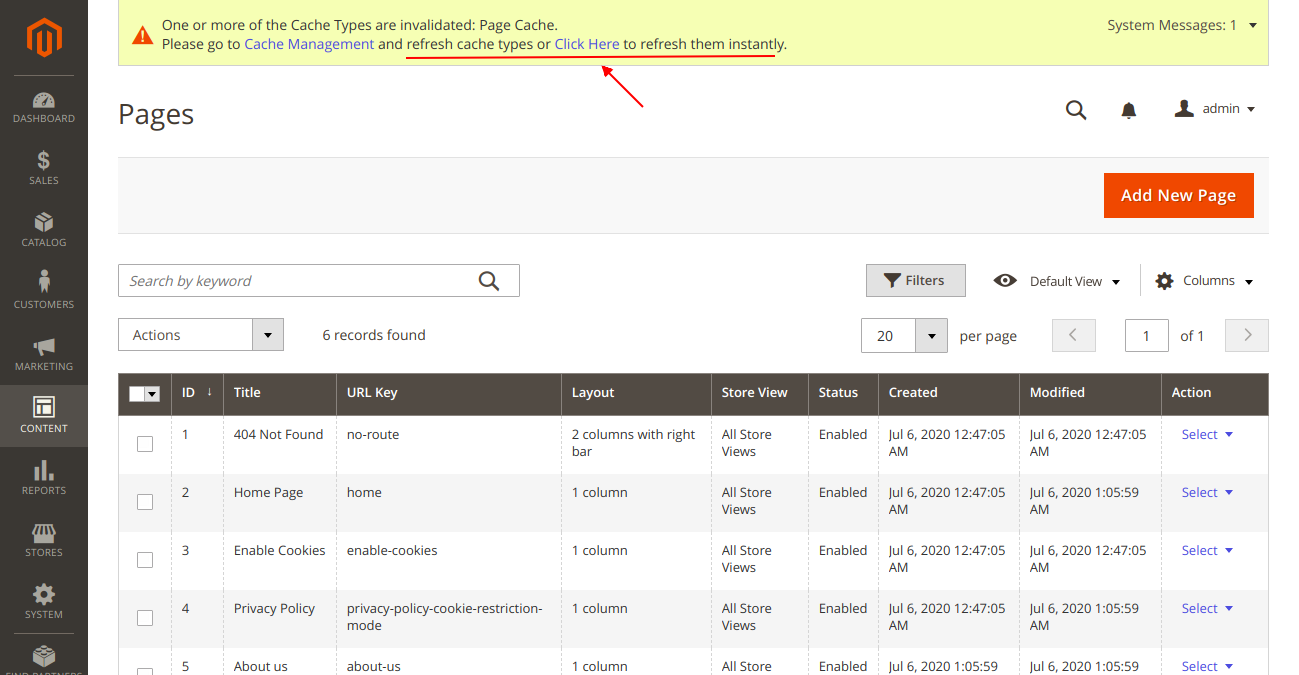 One or more of the Cache Types are invalidated: Page Cache.
Please go to Cache Management and refresh cache types or Click Here to refresh them instantly.
System Messages: 1
DASHBOARD
SALES
CATALOG
CUSTOMERS
MARKETING
CONTENT
REPORTS
STORES
SYSTEM
FIND PARTNERS
Pages
admin
Add New Page
Search by keyword
Filters
Default View
Columns
Actions
6 records found
20
per page
1
of 1
ID ↓ Title URL Key Layout Store View Status Created Modified Action
1 404 Not Found no-route 2 columns with right All Store Enabled Jul 6, 2020 12:47:05 Jul 6, 2020 12:47:05 Select
bar Views AM AM
2 Home Page home 1 column All Store Enabled Jul 6, 2020 12:47:05 Jul 6, 2020 1:05:59 Select
Views AM AM
3 Enable Cookies enable-cookies 1 column All Store Enabled Jul 6, 2020 12:47:05 Jul 6, 2020 12:47:05 Select
Views AM AM
4 Privacy Policy privacy-policy-cookie-restriction- 1 column All Store Enabled Jul 6, 2020 12:47:05 Jul 6, 2020 1:05:59 Select
mode Views AM AM
5 About us about-us 1 column All Store Enabled Jul 6, 2020 1:05:59 Jul 6, 2020 1:05:59 Select